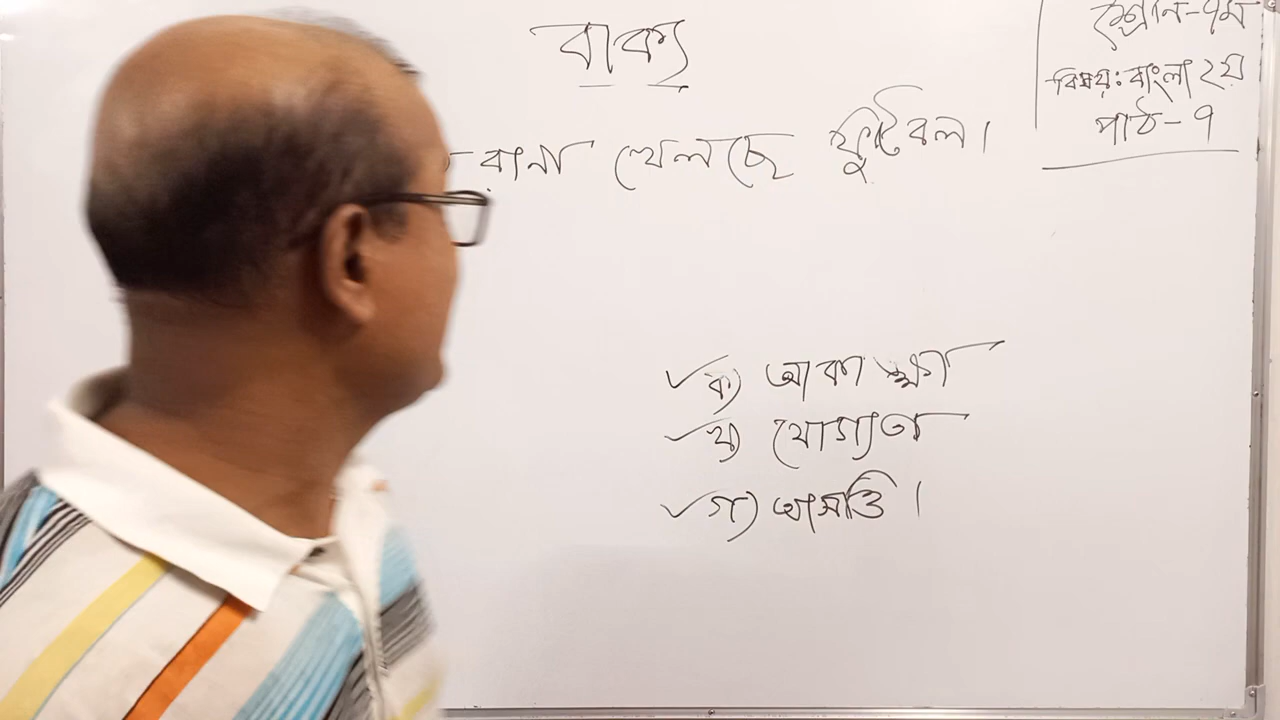 বাক্য
রানা খেলছে ফুটবল।
শ্রেণি-৭ম
বিষয়: বাংলা ২য়
পাঠ-৭
ক) আকাঙ্ক্ষা
খ) যোগ্যতা
গ) আসত্তি।